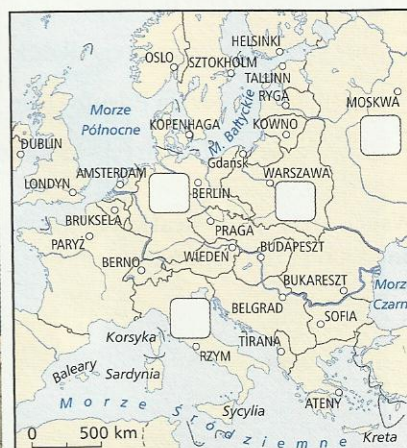 HELSINKI
OSLO
SZTOKHOLM
TALLINN
RYGA
MOSKWA
Morze
Północne
KOPENHAGA
M. Bałtyckie
KOWNO
DUBLIN
Gdańsk
AMSTERDAM
WARSZAWA
LONDYN
BERLIN
BRUKSELA
PRAGA
PARYŻ
WIEDEŃ
BUDAPESZT
BERNO
BUKARESZT
Morze
Czarn
BELGRAD
SOFIA
Korsyka
TIRANA
RZYM
Baleary
Sardynia
ATENY
Morze Śródziemne
Sycylia
Kreta
0 500 km